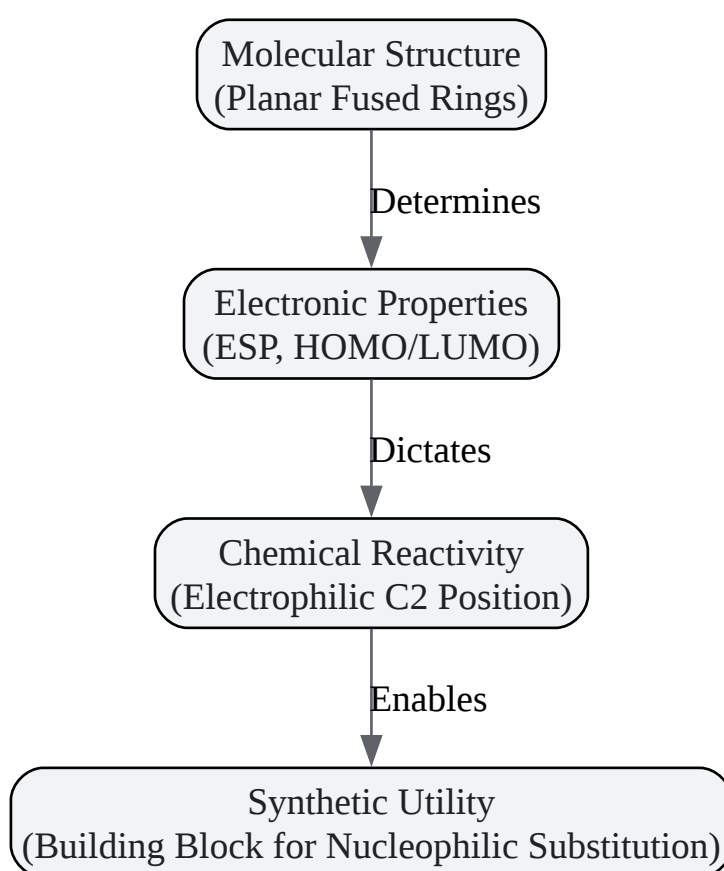 Molecular Structure
(Planar Fused Rings)
Determines
Electronic Properties
(ESP, HOMO/LUMO)
Dictates
Chemical Reactivity
(Electrophilic C2 Position)
Enables
Synthetic Utility
(Building Block for Nucleophilic Substitution)